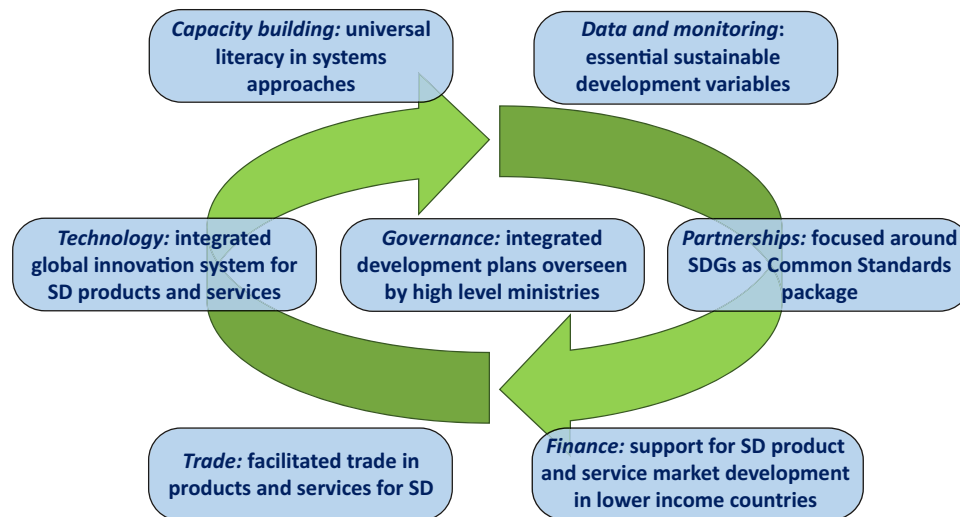 Capacity building: universal
literacy in systems
approaches
Data and monitoring:
essential sustainable
development variables
Technology: integrated
global innovation system for
SD products and services
Governance: integrated
development plans overseen
by high level ministries
Partnerships: focused around
SDGs as Common Standards
package
Trade: facilitated trade in
products and services for SD
Finance: support for SD product
and service market development
in lower income countries